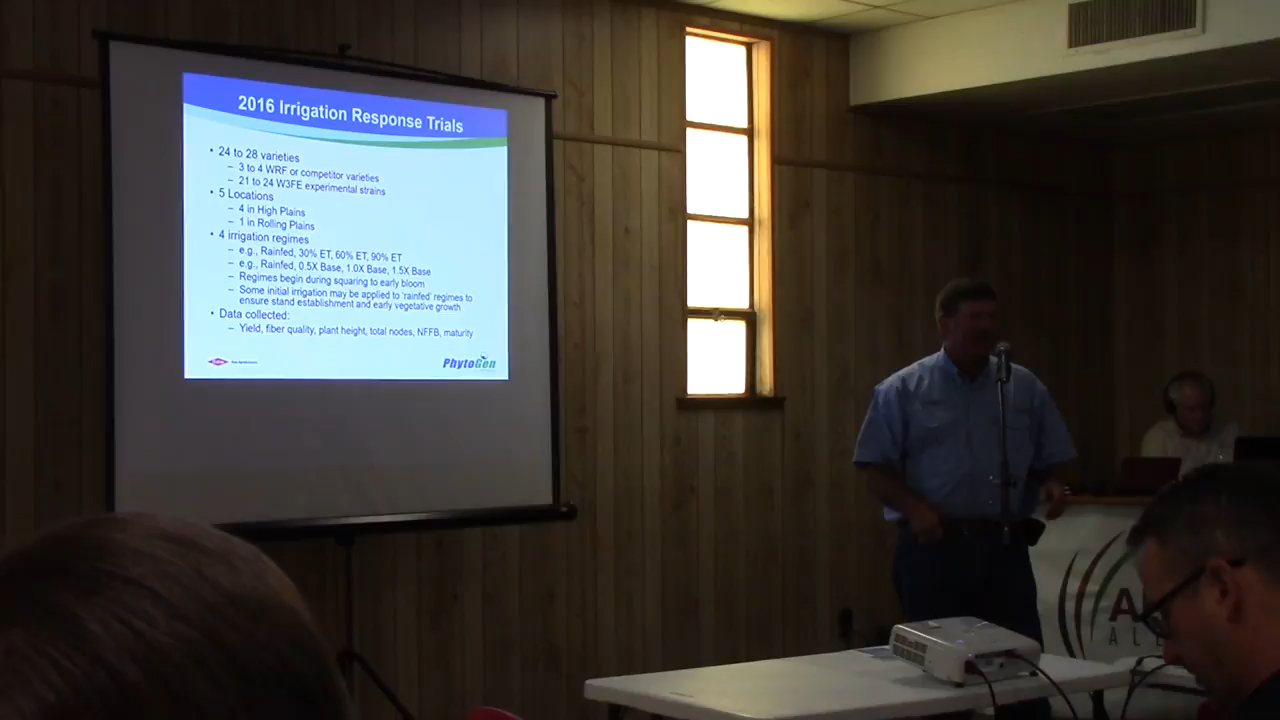 2016 Irrigation Response Trials
• 24 to 28 varieties
– 3 to 4 WRF or competitor varieties
– 21 to 24 W3FE experimental strains
• 5 Locations
– 4 in High Plains
– 1 in Rolling Plains
• 4 irrigation regimes
– e.g., Rainfed, 30% ET, 60% ET, 90% ET
– e.g., Rainfed, 0.5X Base, 1.0X Base, 1.5X Base
– Regimes begin during squaring to early bloom
– Some initial irrigation may be applied to 'rainfed' regimes to
ensure stand establishment and early vegetative growth
• Data collected:
– Yield, fiber quality, plant height, total nodes, NFFB, maturity
PhytoGen
A
AL